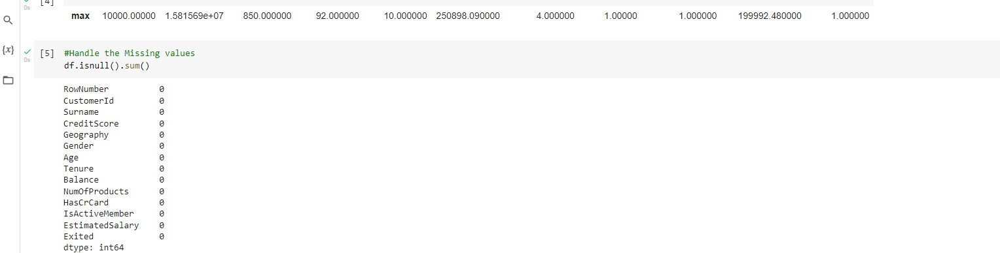 [4]
0s
max 10000.00000 1.581569e+07 850.000000 92.000000 10.000000 250898.090000 4.000000 1.00000 1.000000 199992.480000 1.000000
{x}
[5] #Handle the Missing values
0s
df.isnull().sum()
RowNumber 0
CustomerId 0
Surname 0
CreditScore 0
Geography 0
Gender 0
Age 0
Tenure 0
Balance 0
NumOfProducts 0
HasCrCard 0
IsActiveMember 0
EstimatedSalary 0
Exited 0
dtype: int64